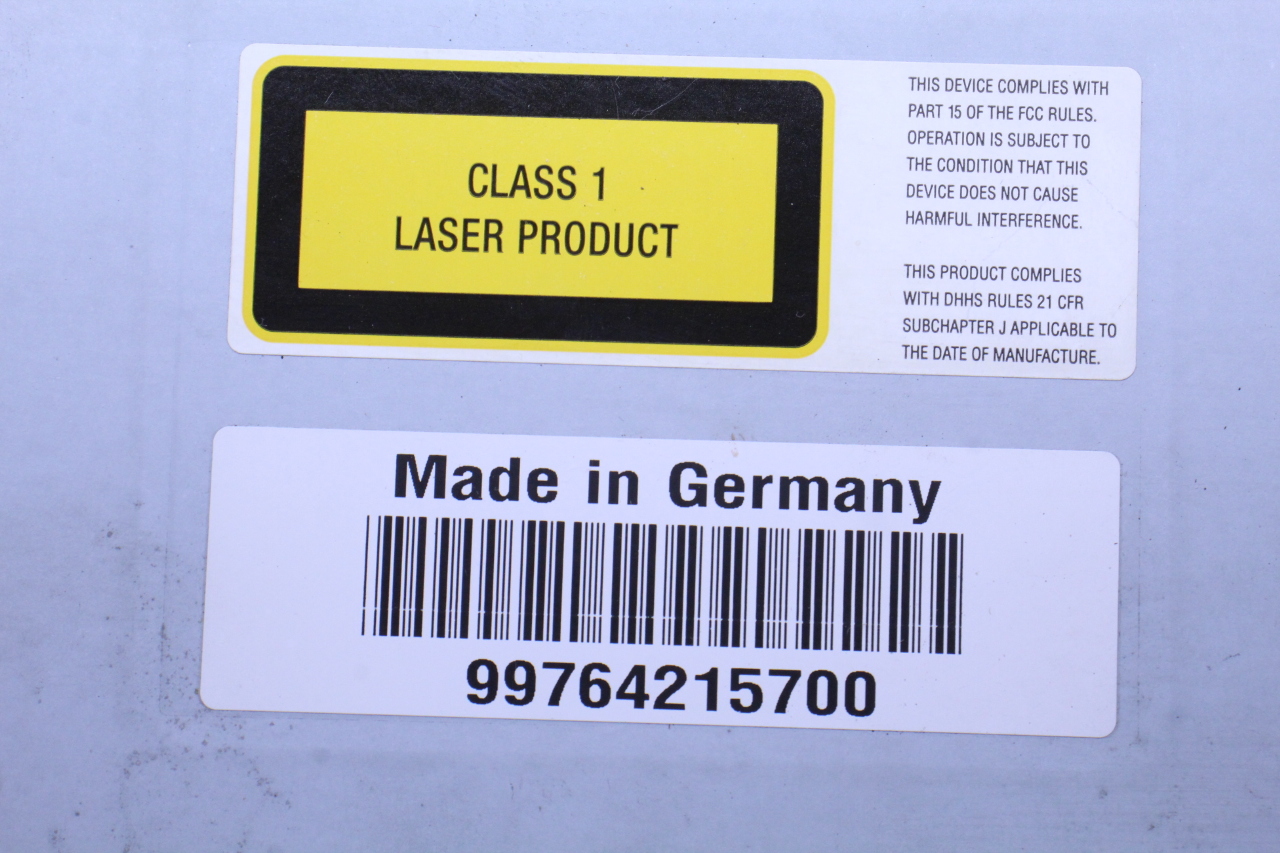 CLASS 1
LASER PRODUCT
THIS DEVICE COMPLIES WITH
PART 15 OF THE FCC RULES.
OPERATION IS SUBJECT TO
THE CONDITION THAT THIS
DEVICE DOES NOT CAUSE
HARMFUL INTERFERENCE.
THIS PRODUCT COMPLIES
WITH DHHS RULES 21 CFR
SUBCHAPTER J APPLICABLE TO
THE DATE OF MANUFACTURE.
Made in Germany
99764215700